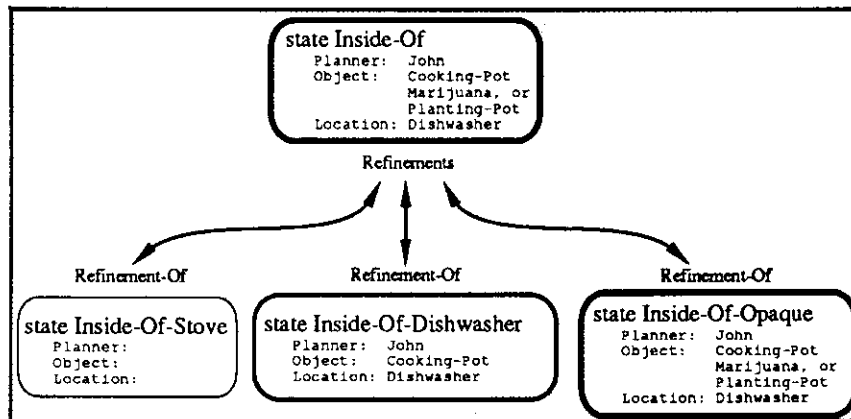 state Inside-Of
Planner: John
Object: Cooking-Pot
Marijuana, or
Planting-Pot
Location: Dishwasher
Refinements
Refinement-Of
Refinement-Of
Refinement-Of
state Inside-Of-Stove
Planner:
Object:
Location:
state Inside-Of-Dishwasher
Planner: John
Object: Cooking-Pot
Location: Dishwasher
state Inside-Of-Opaque
Planner: John
Object: Cooking-Pot
Marijuana, or
Planting-Pot
Location: Dishwasher